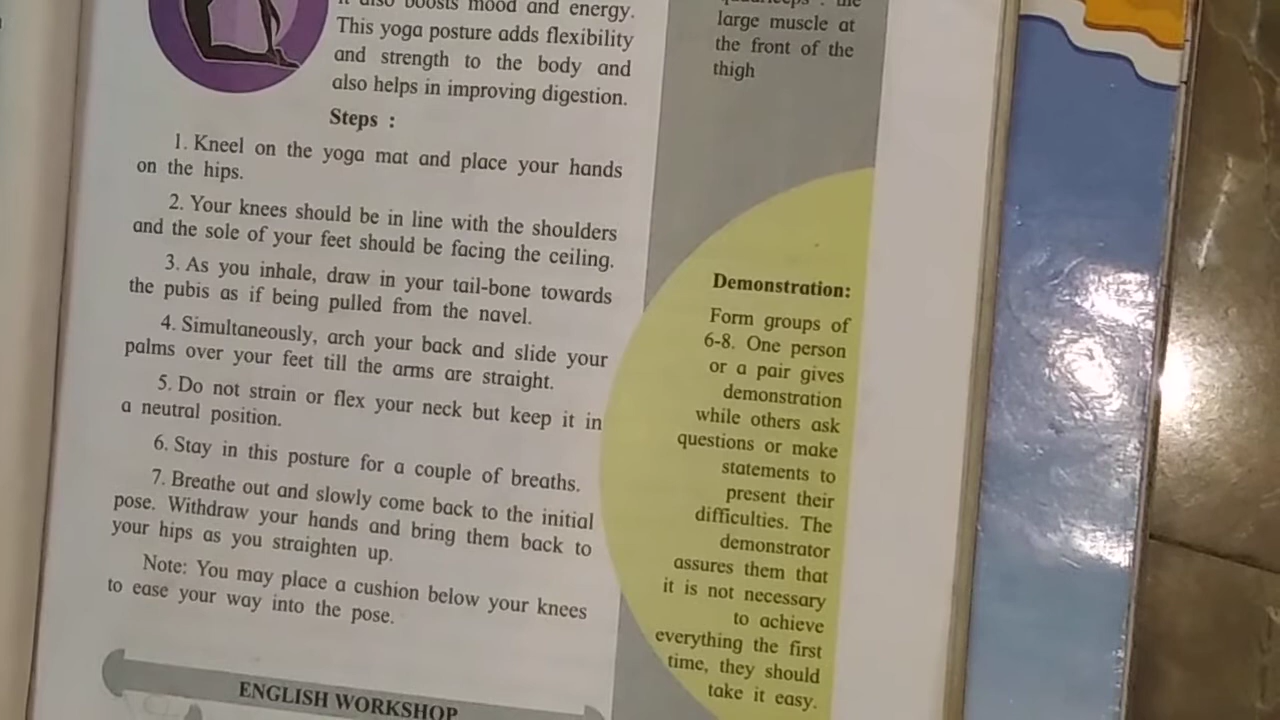 also boosts mood and energy.
This yoga posture adds flexibility
and strength to the body and
also helps in improving digestion.
Steps :
1. Kneel on the yoga mat and place your hands
on the hips.
2. Your knees should be in line with the shoulders
and the sole of your feet should be facing the ceiling.
3. As you inhale, draw in your tail-bone towards
the pubis as if being pulled from the navel.
4. Simultaneously, arch your back and slide your
palms over your feet till the arms are straight.
5. Do not strain or flex your neck but keep it in
a neutral position.
6. Stay in this posture for a couple of breaths.
7. Breathe out and slowly come back to the initial
pose. Withdraw your hands and bring them back to
your hips as you straighten up.
Note: You may place a cushion below your knees
to ease your way into the pose.
ENGLISH WORKSHOP
: the
large muscle at
the front of the
thigh
Demonstration:
Form groups of
6-8. One person
or a pair gives
demonstration
while others ask
questions or make
statements to
present their
difficulties. The
demonstrator
assures them that
it is not necessary
to achieve
everything the first
time, they should
take it easy.